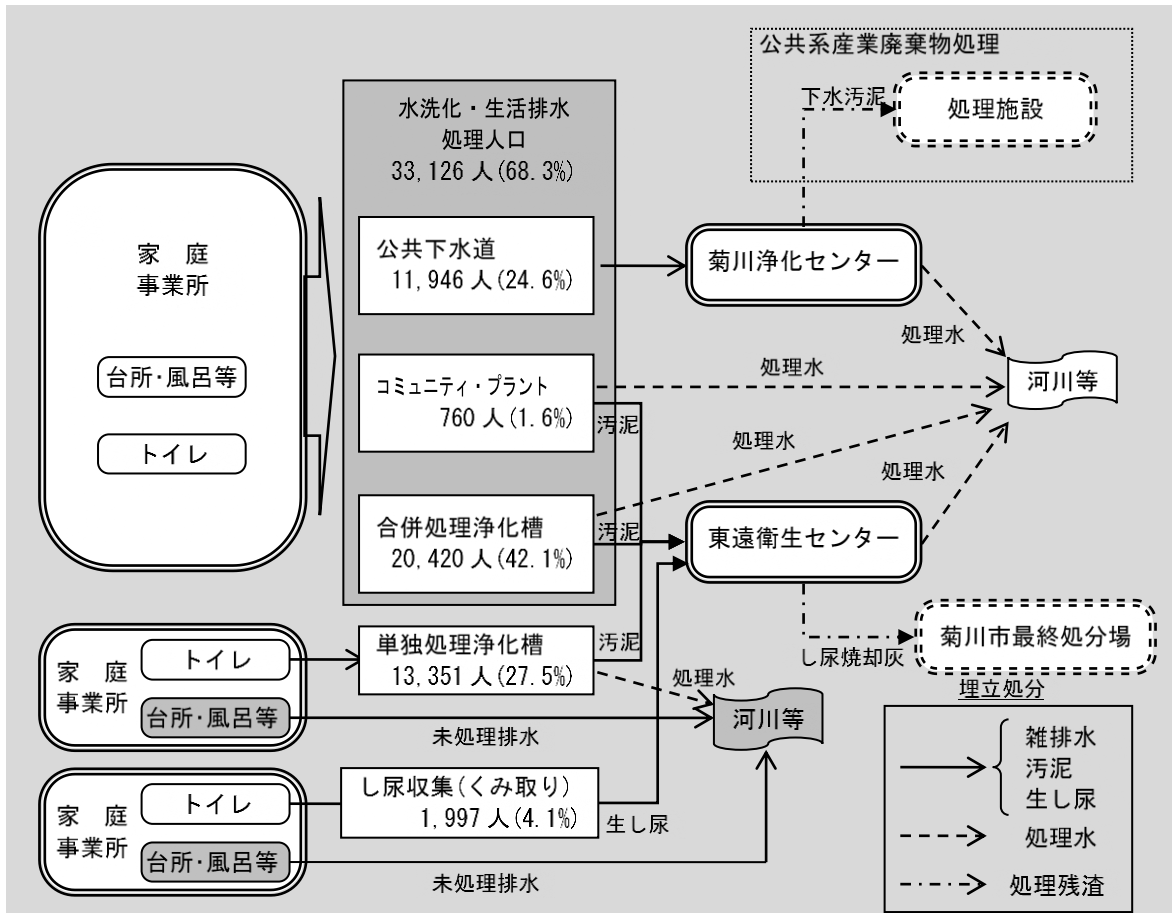 公共系産業廃棄物処理
下水汚泥
処理施設
水洗化・生活排水
処理人口
33,126 人(68.3%)
家 庭
事業所
台所・風呂等
トイレ
公共下水道
11,946 人(24.6%)
菊川浄化センター
処理水
コミュニティ・プラント
760 人(1.6%)
処理水
汚泥
河川等
処理水
合併処理浄化槽
20,420 人(42.1%)
汚泥
東遠衛生センター
処理水
し尿焼却灰
菊川市最終処分場
埋立処分
家 庭
事業所
トイレ
台所・風呂等
単独処理浄化槽
13,351 人(27.5%)
汚泥
処理水
未処理排水
河川等
家 庭
事業所
トイレ
台所・風呂等
し尿収集(くみ取り)
1,997 人(4.1%)
生し尿
未処理排水
雑排水
汚泥
生し尿
処理水
処理残渣